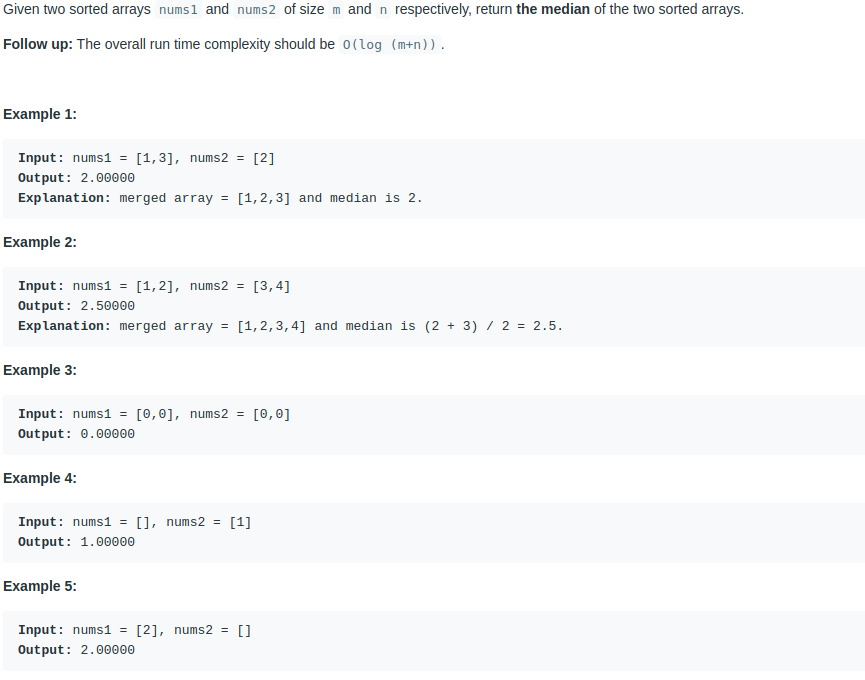 Given two sorted arrays nums1 and nums2 of size m and n respectively, return the median of the two sorted arrays.
Follow up: The overall run time complexity should be O(log (m+n)).
Example 1:
Input: nums1 = [1,3], nums2 = [2]
Output: 2.00000
Explanation: merged array = [1,2,3] and median is 2.
Example 2:
Input: nums1 = [1,2], nums2 = [3,4]
Output: 2.50000
Explanation: merged array = [1,2,3,4] and median is (2 + 3) / 2 = 2.5.
Example 3:
Input: nums1 = [0,0], nums2 = [0,0]
Output: 0.00000
Example 4:
Input: nums1 = [], nums2 = [1]
Output: 1.00000
Example 5:
Input: nums1 = [2], nums2 = []
Output: 2.00000